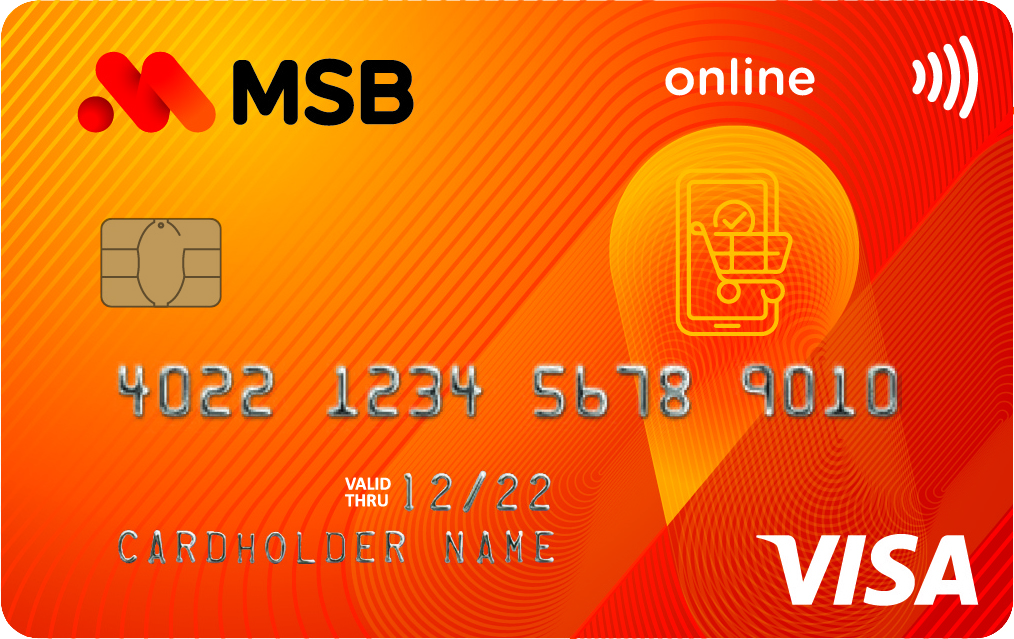 MSB online
4022 1234 5678 9010
VALID THRU 12/22
CARDHOLDER NAME
VISA